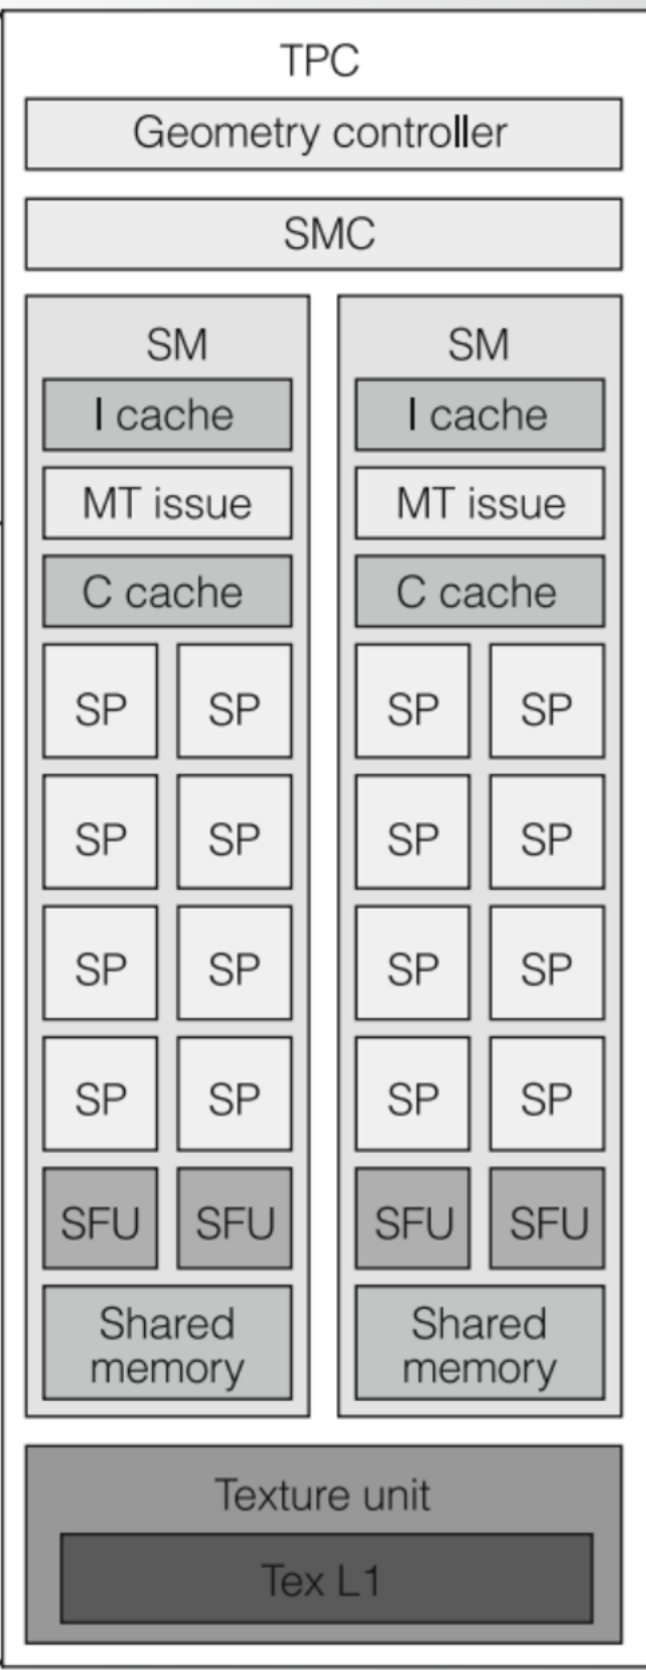 TPC
Geometry controller
SMC
SM
I cache
MT issue
C cache
SP SP
SP SP
SP SP
SP SP
SFU SFU
Shared
memory
SM
I cache
MT issue
C cache
SP SP
SP SP
SP SP
SP SP
SFU SFU
Shared
memory
Texture unit
Tex L1